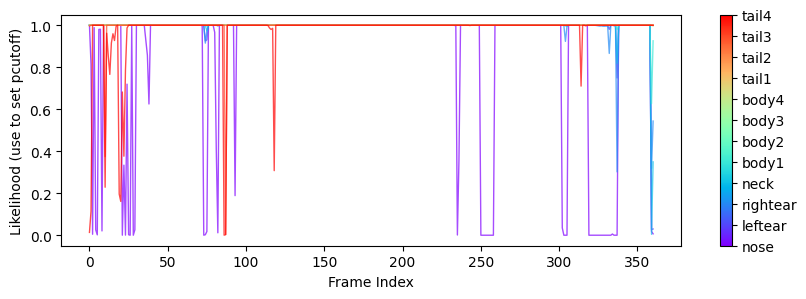 Likelihood (use to set pcutoff)
1.0
0.8
0.6
0.4
0.2
0.0
0
50
100
150
200
250
300
350
Frame Index
tail4
tail3
tail2
tail1
body4
body3
body2
body1
neck
rightear
leftear
nose